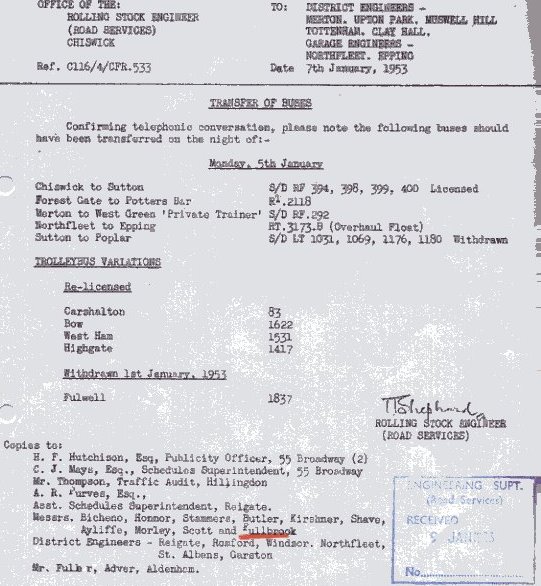 OFFICE OF THE:
ROLLING STOCK ENGINEER
(ROAD SERVICES)
CHISWICK
Ref. C116/4/CFR.533
TO: DISTRICT ENGINEERS -
MERTON. UPTON PARK. MUSWELL HILL
TOTTENHAM. CLAY HALL.
GARAGE ENGINEERS -
NORTHFLEET. EPPING
Date 7th January, 1953
TRANSFER OF BUSES
Confirming telephonic conversation, please note the following buses should
have been transferred on the night of:-
Monday, 5th January
Chiswick to Sutton S/D RF 394, 398, 399, 400 Licensed
Forest Gate to Potters Bar 2118
Merton to West Green 'Private Trainer' S/D RF.292
Northfleet to Epping RT.3173.B (Overhaul Float)
Sutton to Poplar S/D LT 1031, 1069, 1176, 1180 Withdrawn
TROLLEYBUS VARIATIONS
Re-licensed
Carshalton 83
Bow 1622
West Ham 1531
Highgate 1417
Withdrawn 1st January, 1953
Fulwell 1837
TShephard
ROLLING STOCK ENGINEER
(ROAD SERVICES)
Copies to:
H. F. Hutchison, Esq, Publicity Officer, 55 Broadway (2)
C. J. Mays, Esq., Schedules Superintendent, 55 Broadway
Mr. Thompson, Traffic Audit, Hillingdon
A. R. Purves, Esq.,
Asst. Schedules Superintendent, Reigate.
Messrs, Bicheno, Honnor, Stammers, Butler, Kirshner, Shave,
Ayliffe, Morley, Scott and Fullbrook
District Engineers - Reigate, Romford, Windsor. Northfleet,
St. Albans, Garston
Mr. Adver, Aldenham.
ENGINEERING SUPT.
(Road Services)
RECEIVED
9 JAN
No.